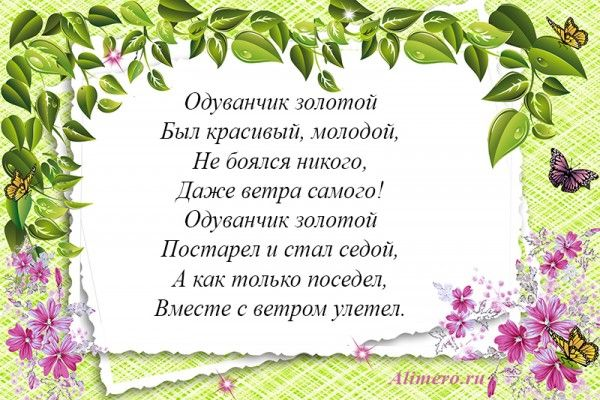 Одуванчик золотой
Был красивый, молодой,
Не боялся никого,
Даже ветра самого!
Одуванчик золотой
Постарел и стал седой,
А как только поседел,
Вместе с ветром улетел.
Alimero.ru